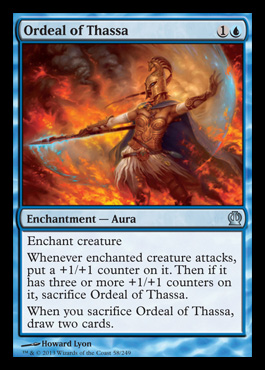 Ordeal of Thassa 1
Enchantment — Aura
Enchant creature
Whenever enchanted creature attacks,
put a +1/+1 counter on it. Then if it
has three or more +1/+1 counters on
it, sacrifice Ordeal of Thassa.
When you sacrifice Ordeal of Thassa,
draw two cards.
Howard Lyon
™ & © 2013 Wizards of the Coast 58/249